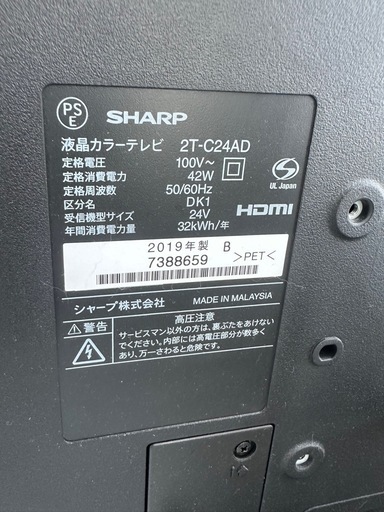 PSE SHARP
液晶カラーテレビ 2T-C24AD
定格電圧 100V~
定格消費電力 42W
定格周波数 50/60Hz
区分名 DK1
受信機型サイズ 24V
年間消費電力量 32kWh/年
UL Japan
HDMI
2019年製 B
7388659 >PET<
シャープ株式会社 MADE IN MALAYSIA
高圧注意
⚠警告 サービスマン以外の方は、裏ぶたをあけない
でください。内部には高電圧部分が数多く
あり、万一さわると危険です。